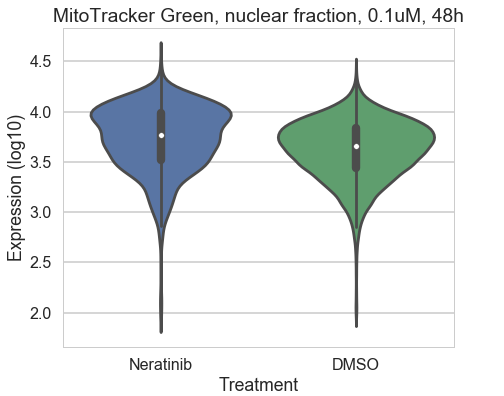 MitoTracker Green, nuclear fraction, 0.1uM, 48h
Expression (log10)
4.5
4.0
3.5
3.0
2.5
2.0
Neratinib DMSO
Treatment